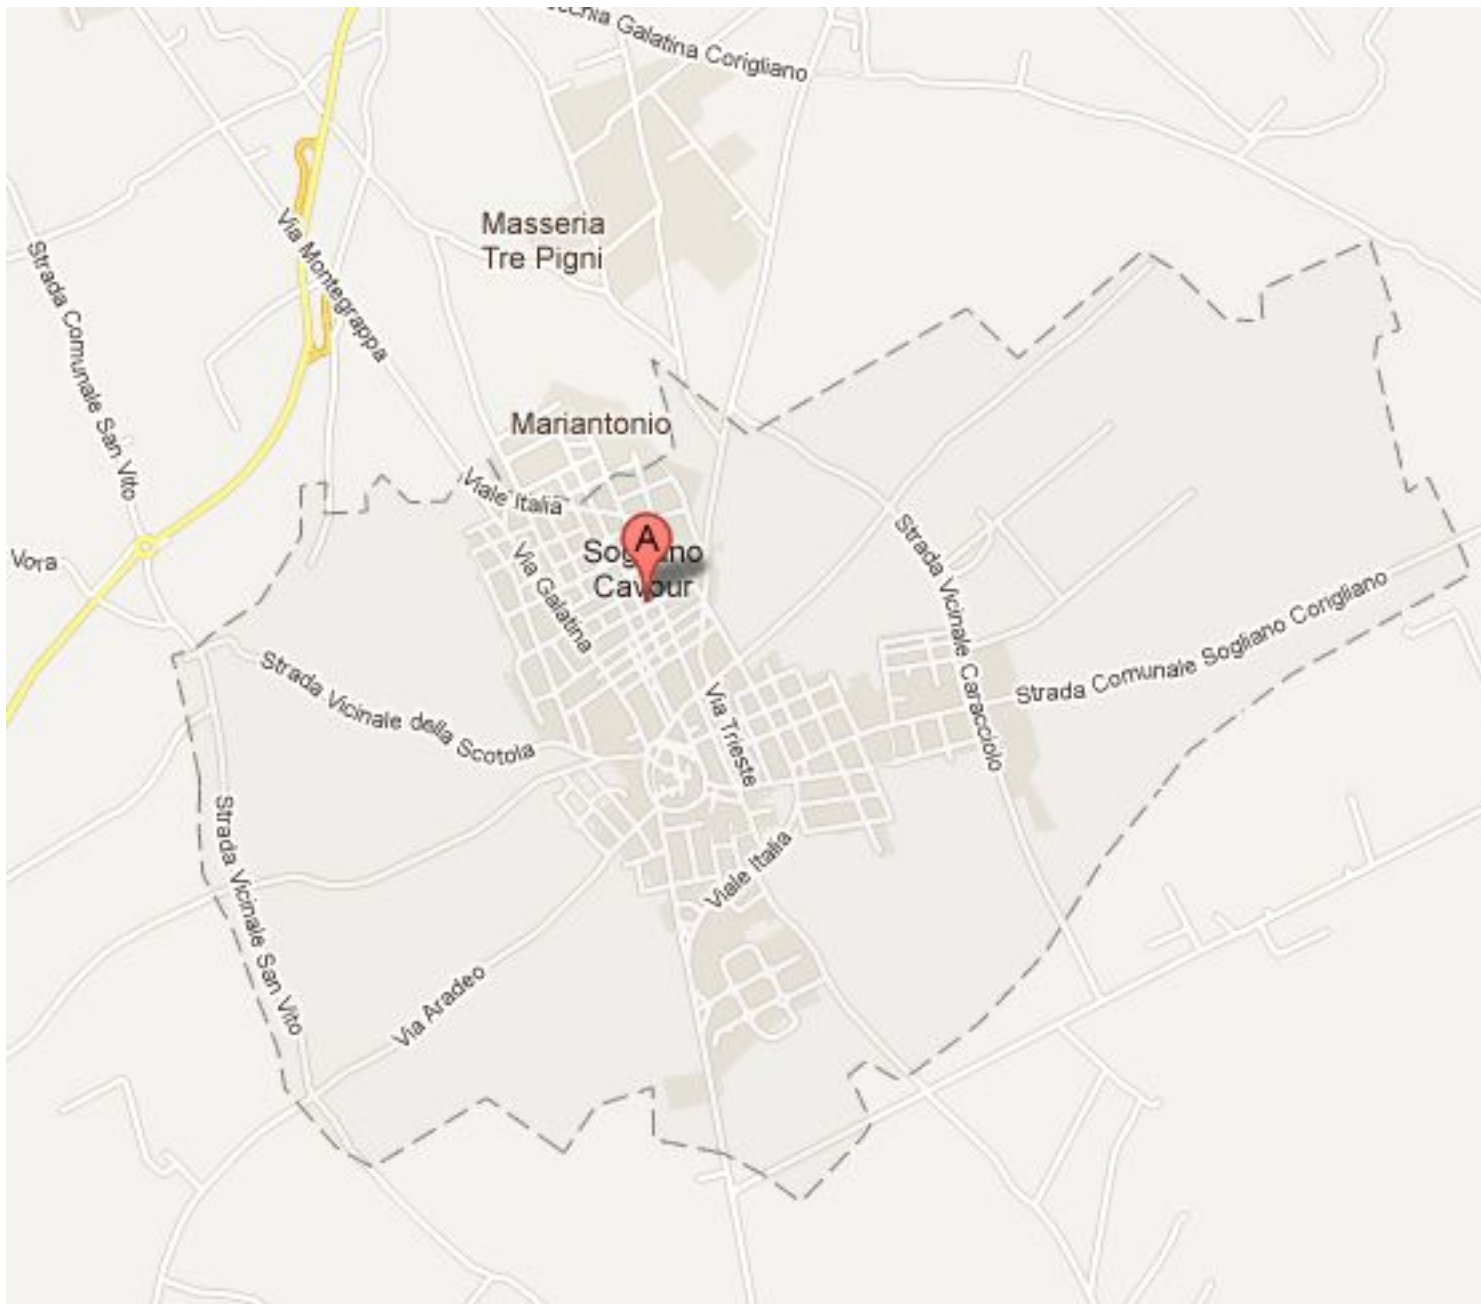 Galatina Corigliano
Masseria
Tre Pigni
Via Montegrappa
Strada Comunale San Vito
Mariantonio
Viale Italia
A
Sogliano
Cavour
Vora
Via Galatina
Strada Vicinale Caracciolo
Strada Comunale Sogliano Corigliano
Strada Vicinale della Scotola
Via Trieste
Strada Vicinale San Vito
Viale Italia
Via Aradeo